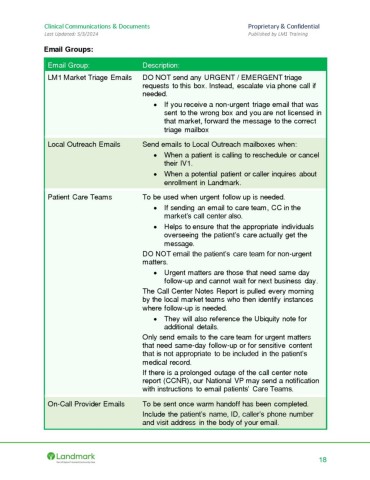 Clinical Communications & Documents
Proprietary & Confidential
Last Updated: 5/3/2024
Published by LM1 Training
Email Groups:
Email Group:
Description:
LM1 Market Triage Emails
DO NOT send any URGENT / EMERGENT triage
requests to this box. Instead, escalate via phone call if
needed.
• If you receive a non-urgent triage email that was
sent to the wrong box and you are not licensed in
that market, forward the message to the correct
triage mailbox
Local Outreach Emails
Send emails to Local Outreach mailboxes when:
• When a patient is calling to reschedule or cancel
their IV1.
• When a potential patient or caller inquires about
enrollment in Landmark.
Patient Care Teams
To be used when urgent follow up is needed.
• If sending an email to care team, CC in the
market's call center also.
• Helps to ensure that the appropriate individuals
overseeing the patient's care actually get the
message.
DO NOT email the patient's care team for non-urgent
matters.
• Urgent matters are those that need same day
follow-up and cannot wait for next business day.
The Call Center Notes Report is pulled every morning
by the local market teams who then identify instances
where follow-up is needed.
• They will also reference the Ubiquity note for
additional details.
Only send emails to the care team for urgent matters
that need same-day follow-up or for sensitive content
that is not appropriate to be included in the patient's
medical record.
If there is a prolonged outage of the call center note
report (CCNR), our National VP may send a notification
with instructions to email patients' Care Teams.
On-Call Provider Emails
To be sent once warm handoff has been completed.
Include the patient's name, ID, caller's phone number
and visit address in the body of your email.
Landmark
18